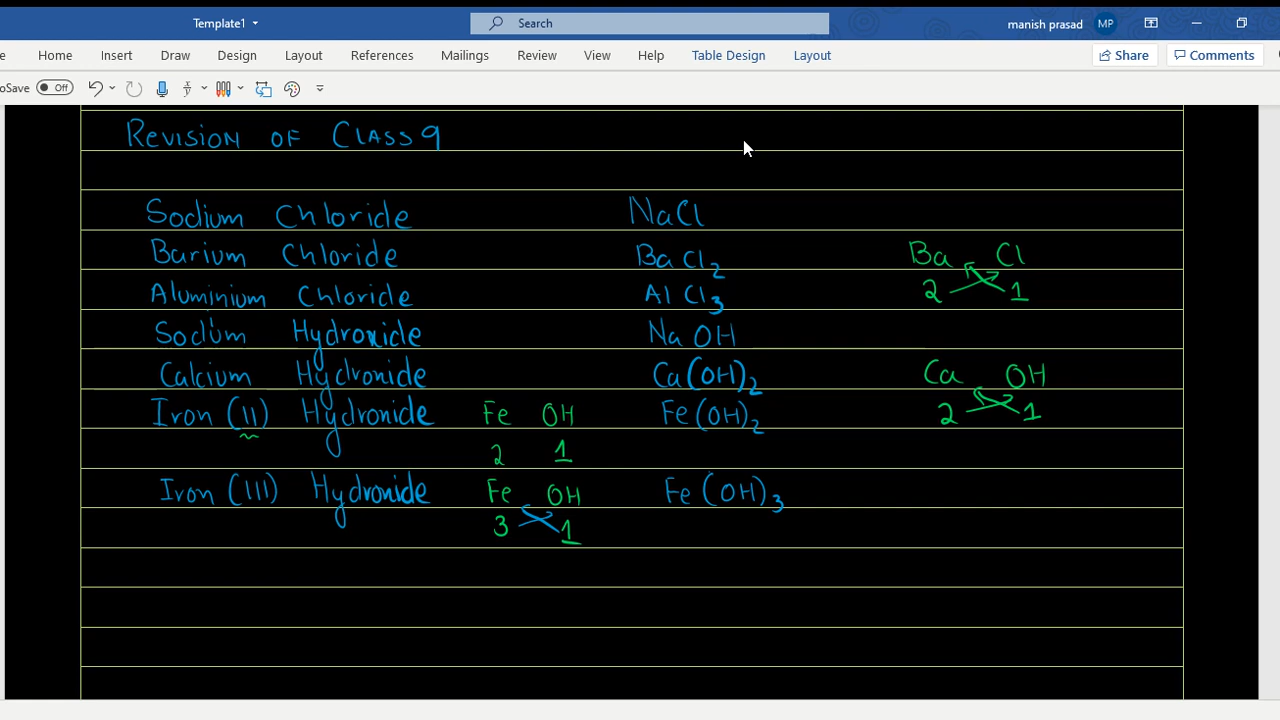 Template1
Search
manish prasad MP
Home Insert Draw Design Layout References Mailings Review View Help Table Design Layout Share Comments
oSave Off
Revision of Class 9
Sodium Chloride NaCl
Barium Chloride BaCl2 Ba Cl
2 1
Aluminium Chloride AlCl3
Sodium Hydroxide NaOH
Calcium Hydroxide Ca(OH)2 Ca OH
2 1
Iron (II) Hydroxide Fe OH Fe(OH)2
2 1
Iron (III) Hydroxide Fe OH Fe(OH)3
3 1